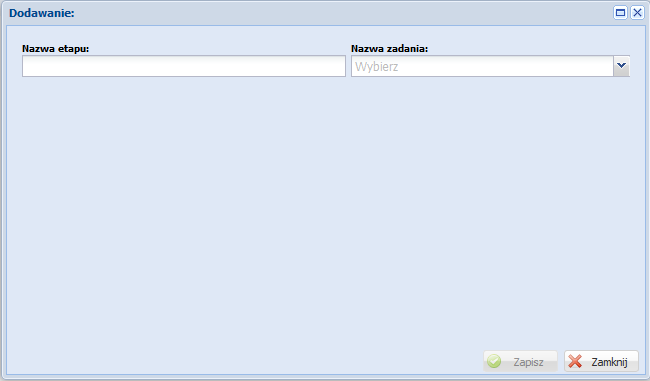 Dodawanie:
Nazwa etapu: Nazwa zadania:
Wybierz
Zapisz Zamknij